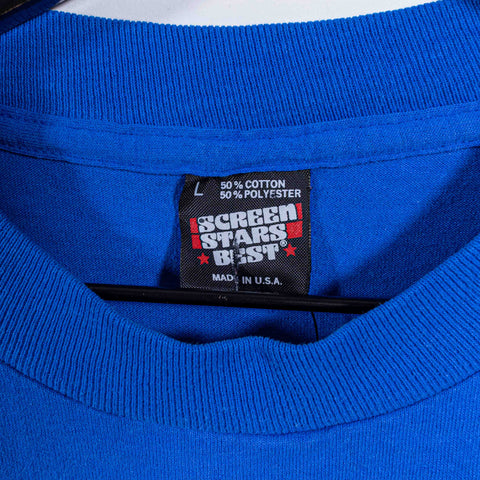 L 50% COTTON
50% POLYESTER
SCREEN
STARS
BEST®
MADE IN U.S.A.